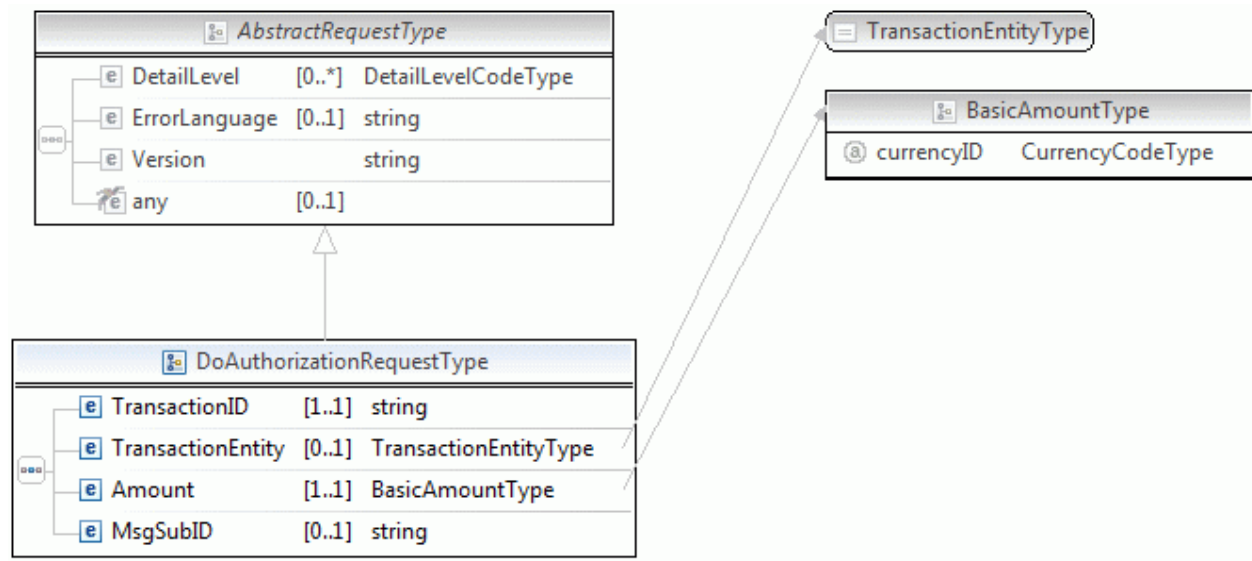 AbstractRequestType
e DetailLevel [0..*] DetailLevelCodeType
e ErrorLanguage [0..1] string
e Version string
e any [0..1]
TransactionEntityType
BasicAmountType
a currencyID CurrencyCodeType
DoAuthorizationRequestType
e TransactionID [1..1] string
e TransactionEntity [0..1] TransactionEntityType
e Amount [1..1] BasicAmountType
e MsgSubID [0..1] string